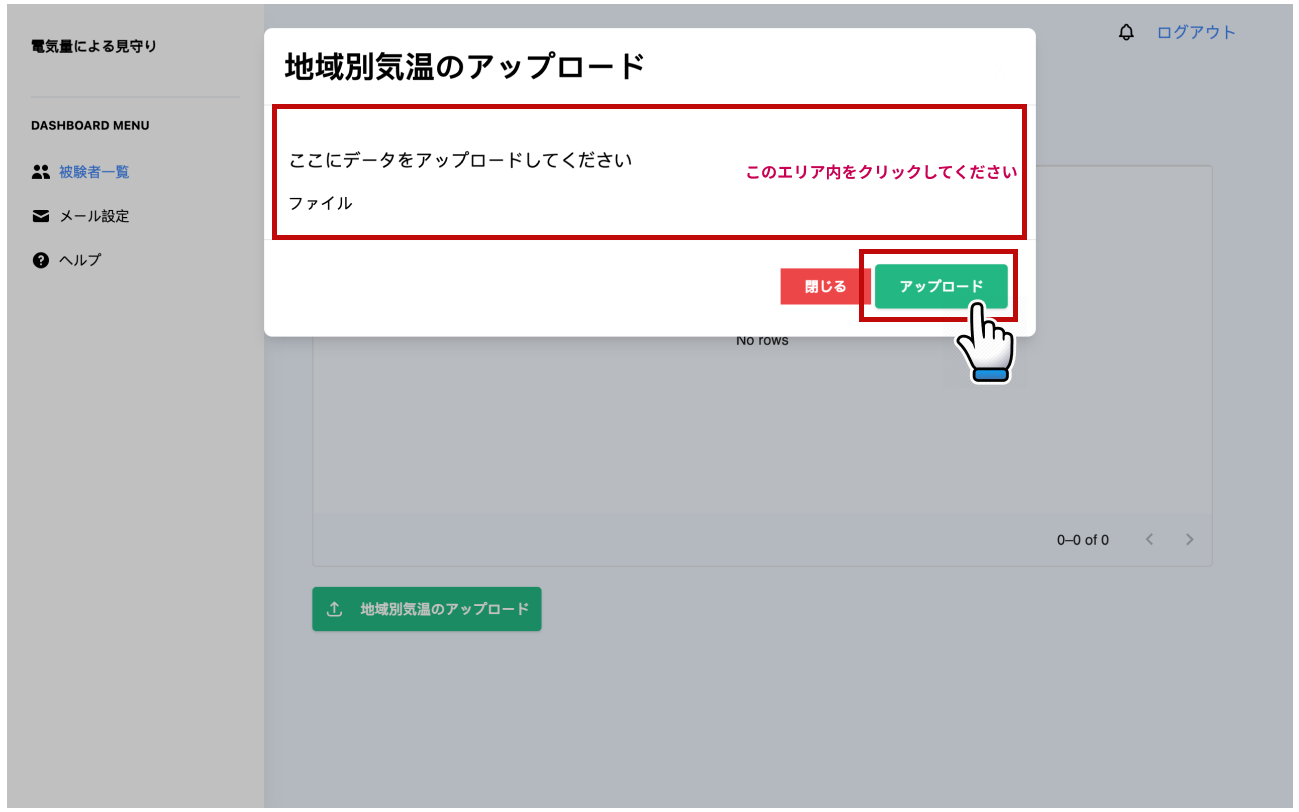 電気量による見守り
DASHBOARD MENU
被験者一覧
メール設定
ヘルプ
ログアウト
地域別気温のアップロード
ここにデータをアップロードしてください
このエリア内をクリックしてください
ファイル
閉じる
アップロード
No rows
0–0 of 0
地域別気温のアップロード